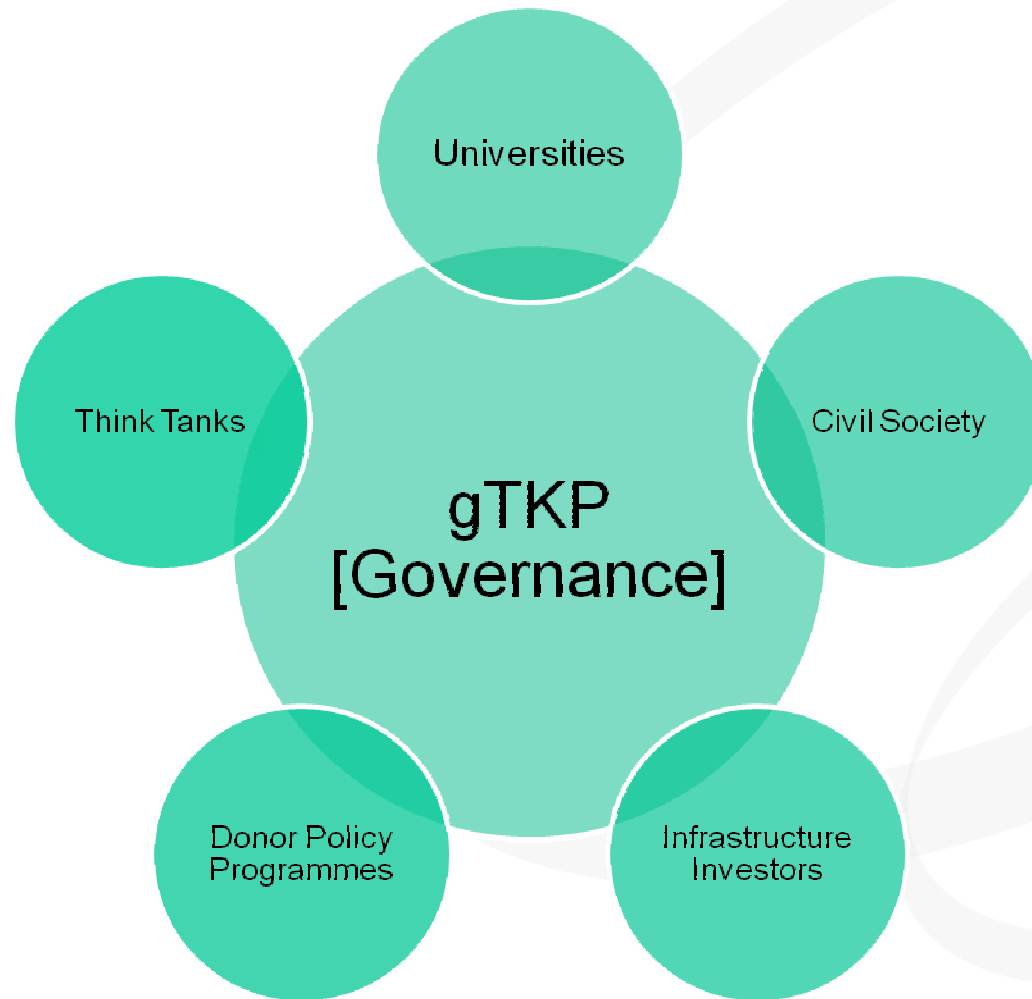 Universities
Think Tanks
Civil Society
gTKP
[Governance]
Donor Policy
Programmes
Infrastructure
Investors